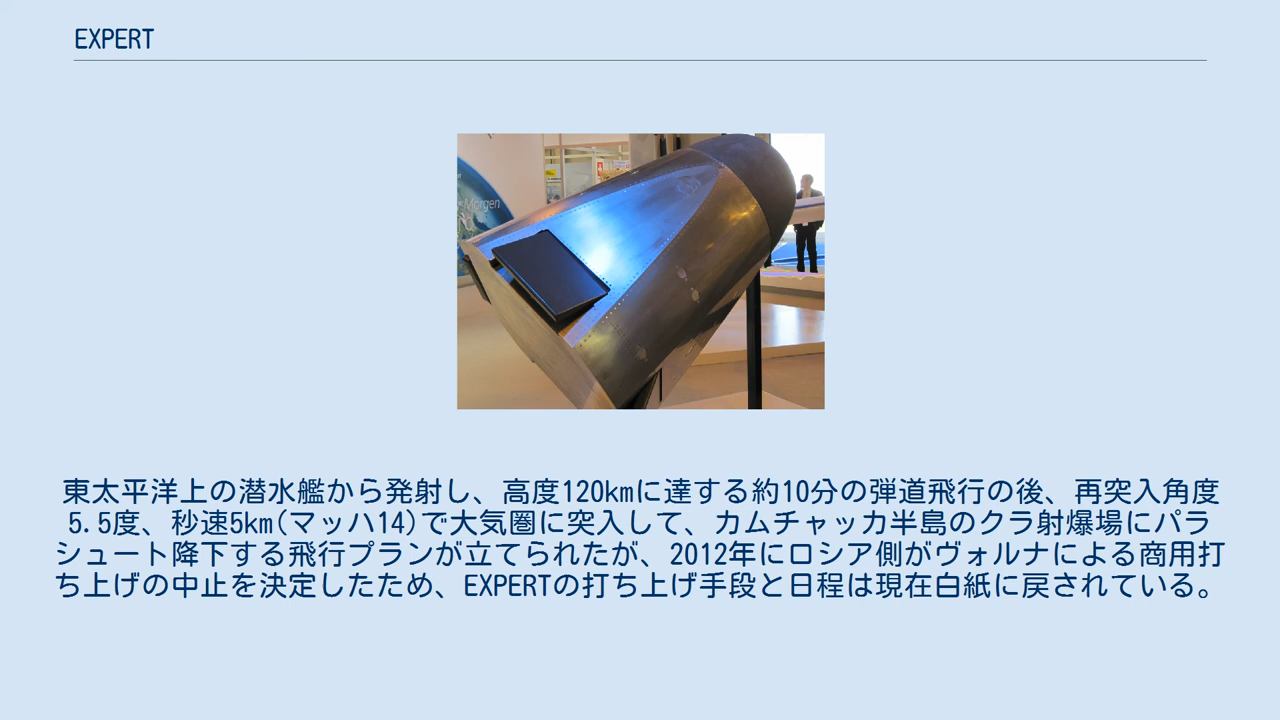 EXPERT
Morgen
東太平洋上の潜水艦から発射し、高度120kmに達する約10分の弾道飛行の後、再突入角度
5.5度、秒速5km(マッハ14)で大気圏に突入して、カムチャッカ半島のクラ射爆場にパラ
シュート降下する飛行プランが立てられたが、2012年にロシア側がヴォルナによる商用打
ち上げの中止を決定したため、EXPERTの打ち上げ手段と日程は現在白紙に戻されている。